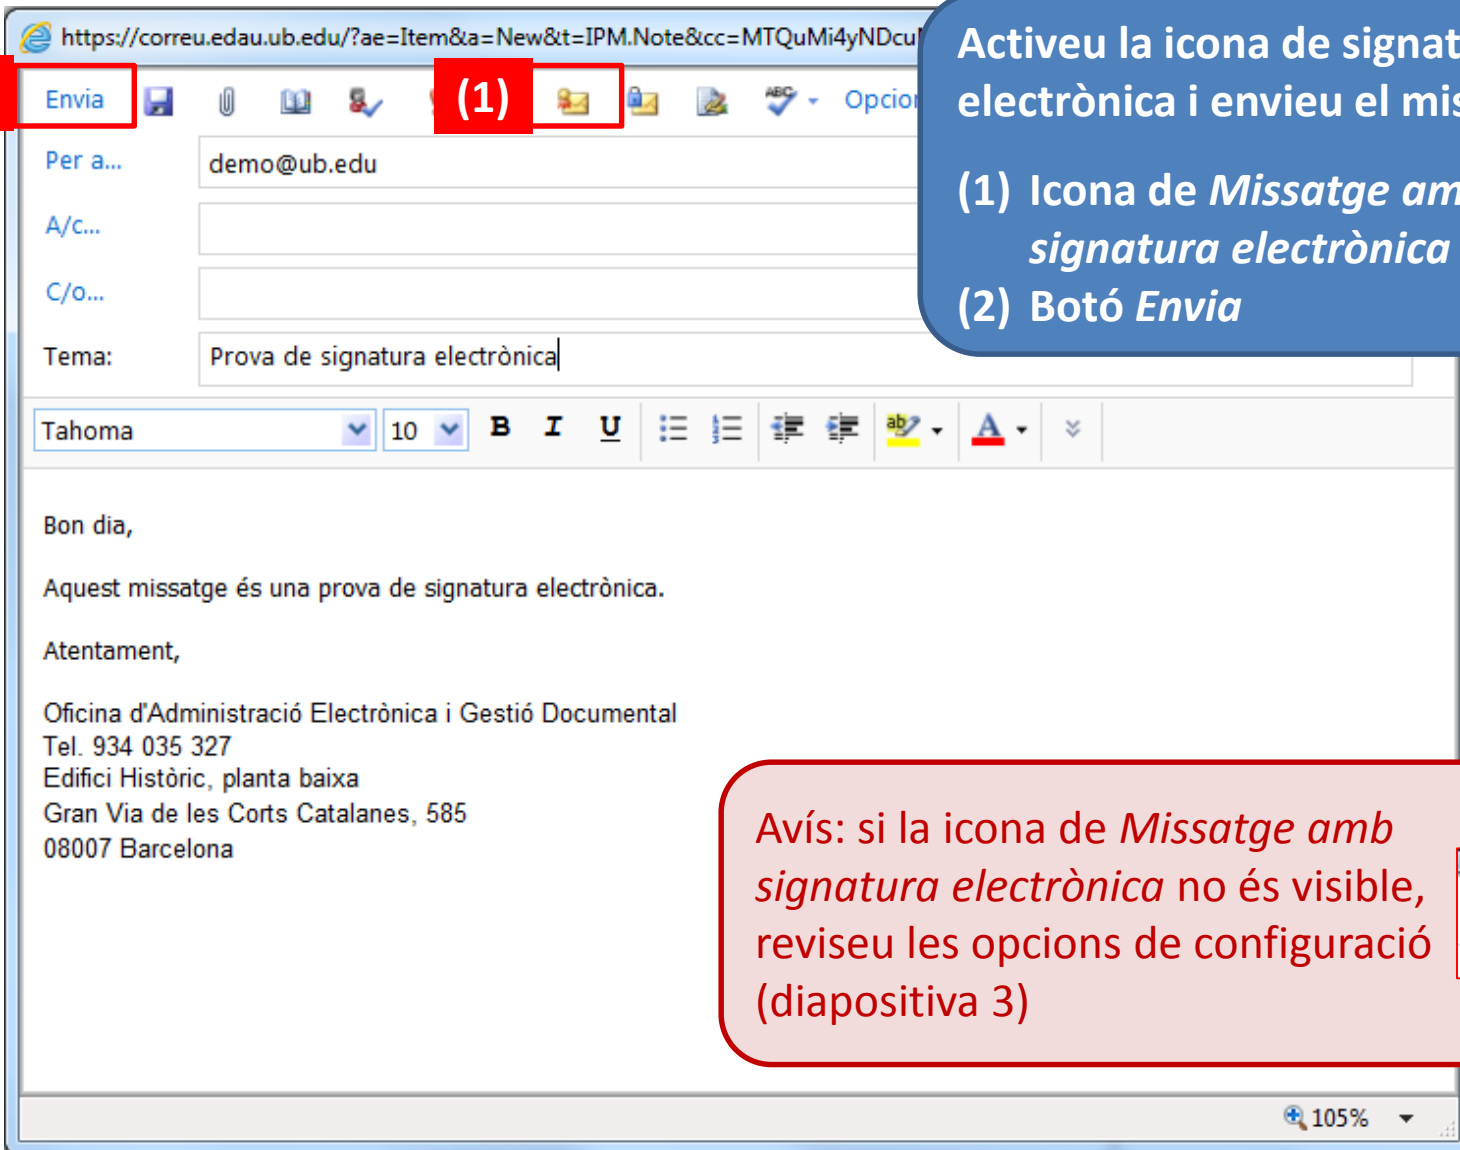 https://correu.edau.ub.edu/?ae=Item&a=New&t=IPM.Note&cc=MTQuMi4yNDcu
Activeu la icona de
electrònica i envieu el
(1) Icona de Missatge
signatura electrònica
(2) Botó Envia
Envia
(1)
ABC
Per a... demo@ub.edu
A/c...
C/o...
Tema: Prova de signatura electrònica
Tahoma 10 B I U ab A
Bon dia,
Aquest missatge és una prova de signatura electrònica.
Atentament,
Oficina d'Administració Electrònica i Gestió Documental
Tel. 934 035 327
Edifici Històric, planta baixa
Gran Via de les Corts Catalanes, 585
08007 Barcelona
Avís: si la icona de Missatge amb
signatura electrònica no és visible,
reviseu les opcions de configuració
(diapositiva 3)
105%